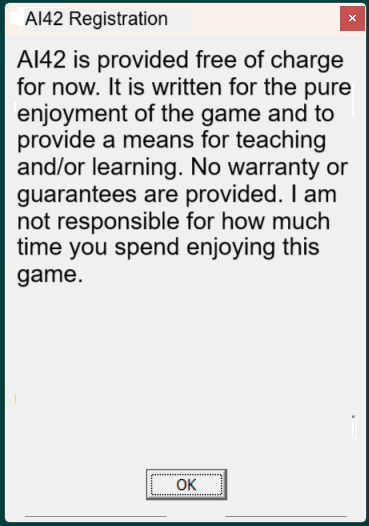 AI42 Registration
AI42 is provided free of charge
for now. It is written for the pure
enjoyment of the game and to
provide a means for teaching
and/or learning. No warranty or
guarantees are provided. I am
not responsible for how much
time you spend enjoying this
game.
OK